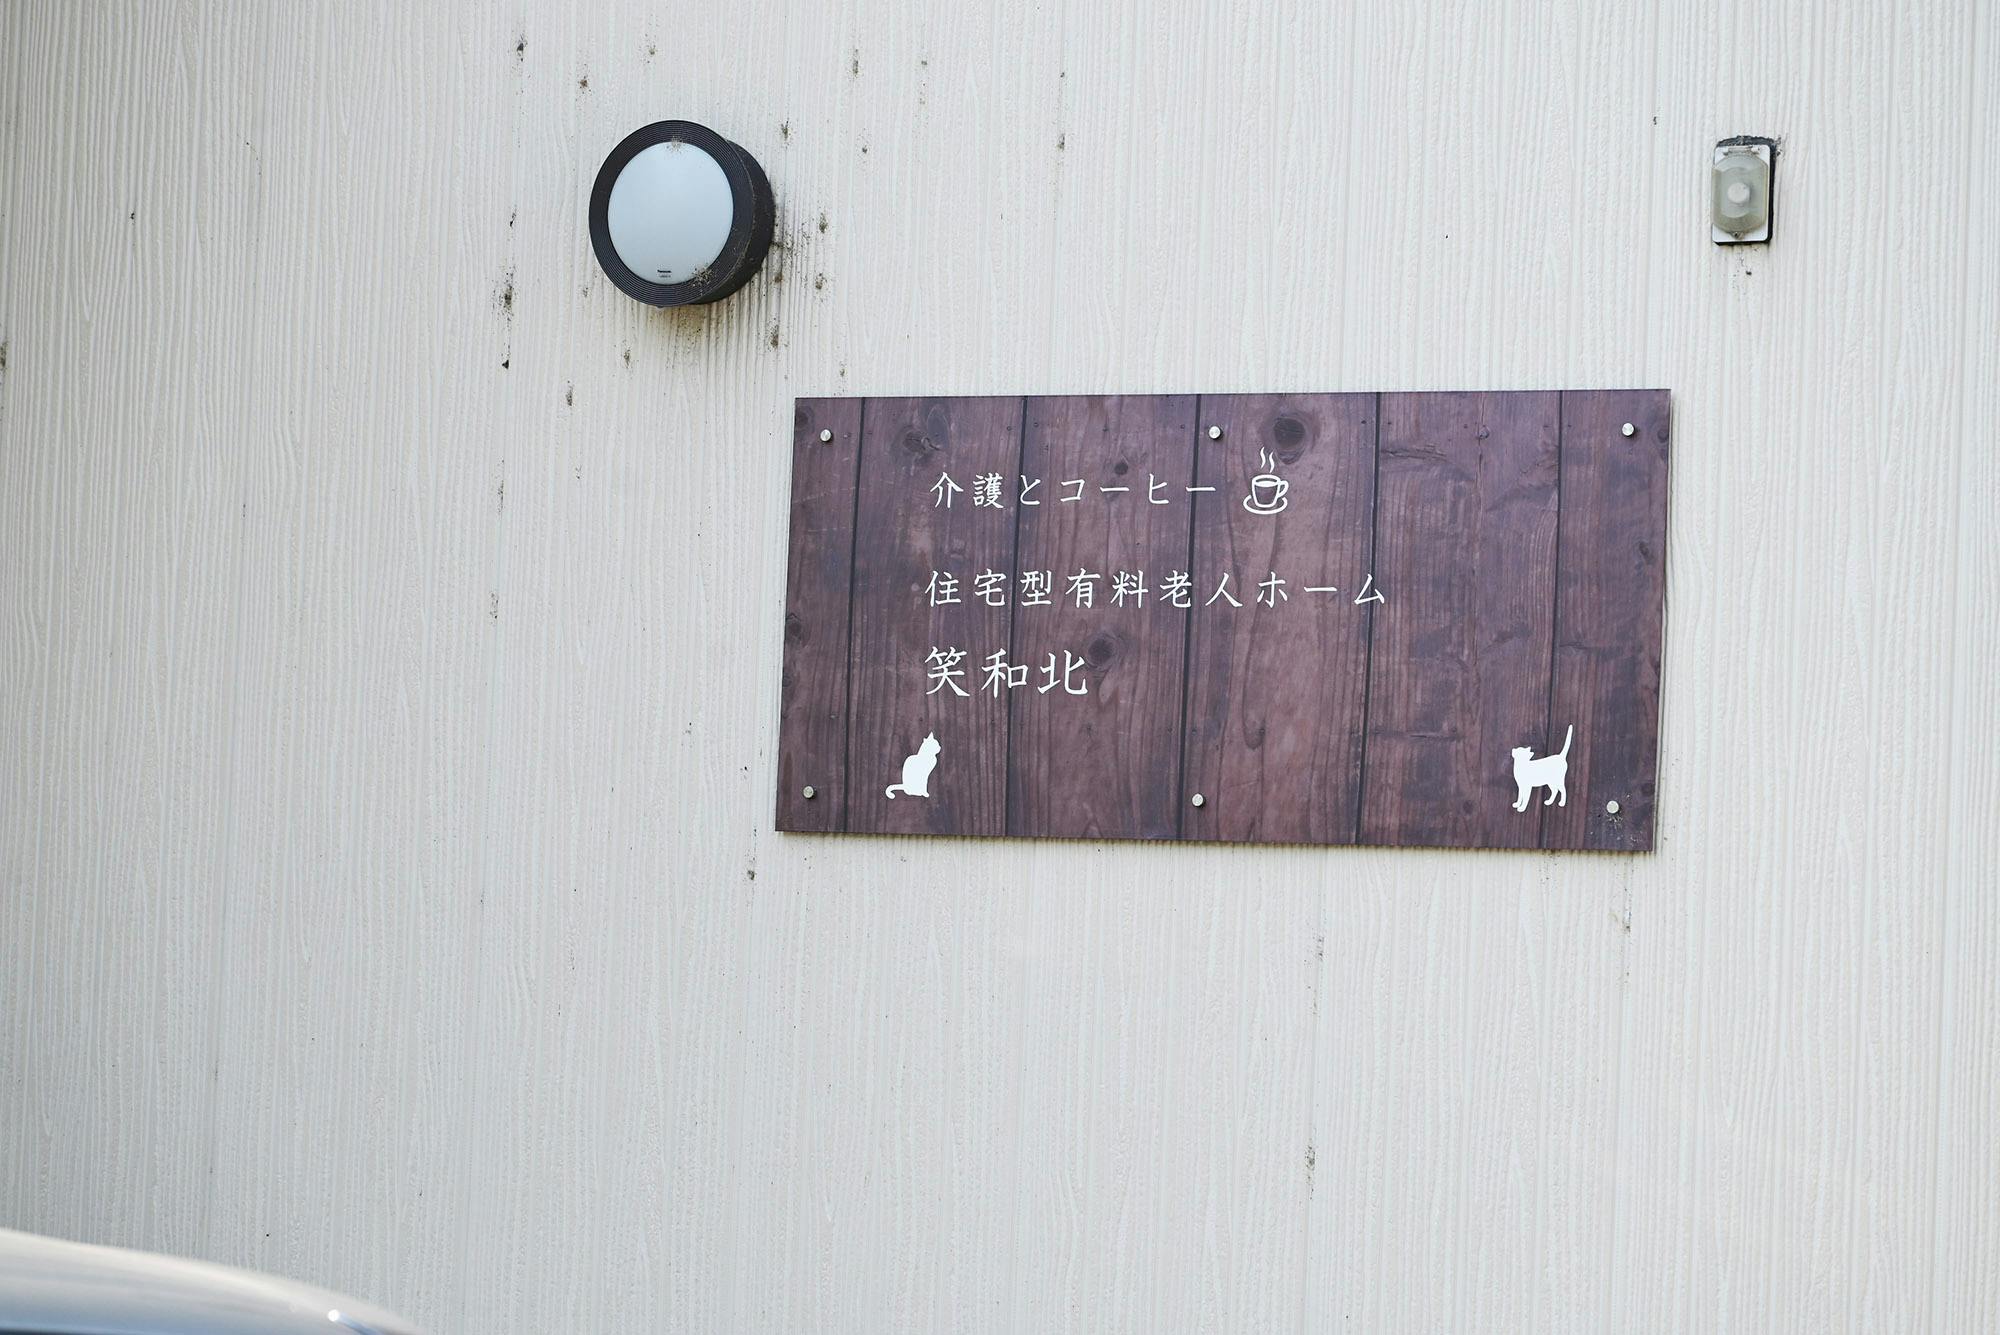 介護とコーヒー
住宅型有料老人ホーム
笑和北